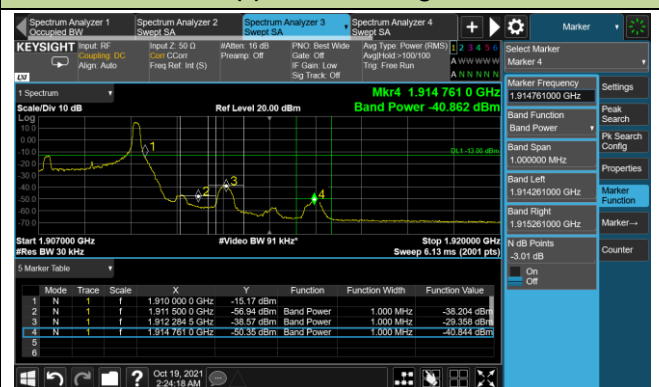 Spectrum Analyzer 1 Spectrum Analyzer 2 Spectrum Analyzer 3 Spectrum Analyzer 4 Marker
Occupied BW Swept SA Swept SA Swept SA
KEYSIGHT Input: RF Input Z: 50 Ω #Atten: 16 dB PNO: Best Wide Avg Type: Power (RMS) 1 2 3 4 5 6
Coupling: DC Corr CCorr Preamp: Off Gate: Off Avg|Hold:>100/100 A W W W W W
Align: Auto Freq Ref: Int (S) IF Gain: Low Trig: Free Run
Sig Track: Off A N N N N N
LXI
Select Marker
Marker 4
1 Spectrum Mkr4 1.914 761 0 GHz
Scale/Div 10 dB Ref Level 20.00 dBm Band Power -40.862 dBm
Log
10.0
0.00
-10.0
-20.0
-30.0
-40.0
-50.0
-60.0
-70.0
DL1 -13.00 dBm
1
2
3
4
Start 1.907000 GHz #Video BW 91 kHz* Stop 1.920000 GHz
#Res BW 30 kHz Sweep 6.13 ms (2001 pts)
5 Marker Table
Mode Trace Scale X Y Function Function Width Function Value
1 N 1 f 1.910 000 0 GHz -15.17 dBm
2 N 1 f 1.911 500 0 GHz -56.94 dBm Band Power 1.000 MHz -38.204 dBm
3 N 1 f 1.912 284 5 GHz -38.57 dBm Band Power 1.000 MHz -29.358 dBm
4 N 1 f 1.914 761 0 GHz -50.35 dBm Band Power 1.000 MHz -40.844 dBm
5
6
Marker Frequency
1.914761000 GHz
Band Function
Band Power
Band Span
1.000000 MHz
Band Left
1.914261000 GHz
Band Right
1.915261000 GHz
N dB Points
-3.01 dB
On
Off
Settings
Peak
Search
Pk Search
Config
Properties
Marker
Function
Marker→
Counter
? Oct 19, 2021
2:24:18 AM